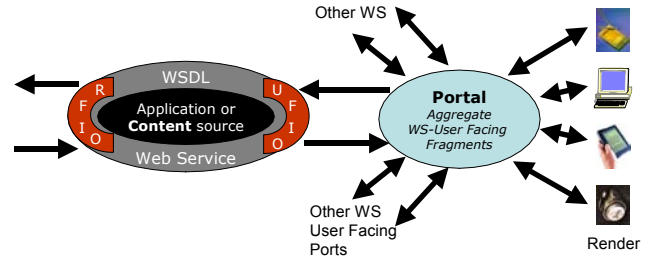 Other WS
WSDL
R
F
I
O
U
F
I
O
Application or
Content source
Web Service
Portal
Aggregate
WS-User Facing
Fragments
Other WS
User Facing
Ports
Render